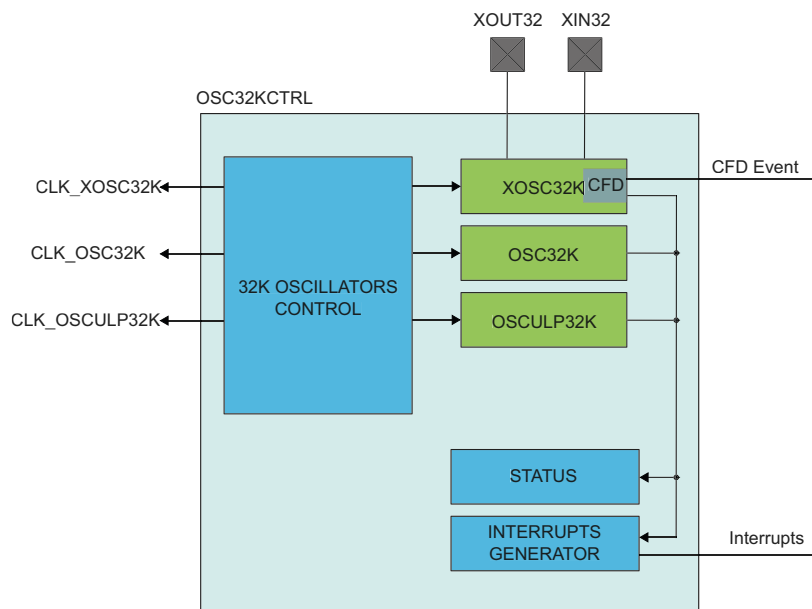 XOUT32
XIN32
OSC32KCTRL
CLK_XOSC32K
CLK_OSC32K
CLK_OSCULP32K
32K OSCILLATORS
CONTROL
XOSC32K
CFD
CFD Event
OSC32K
OSCULP32K
STATUS
INTERRUPTS
GENERATOR
Interrupts